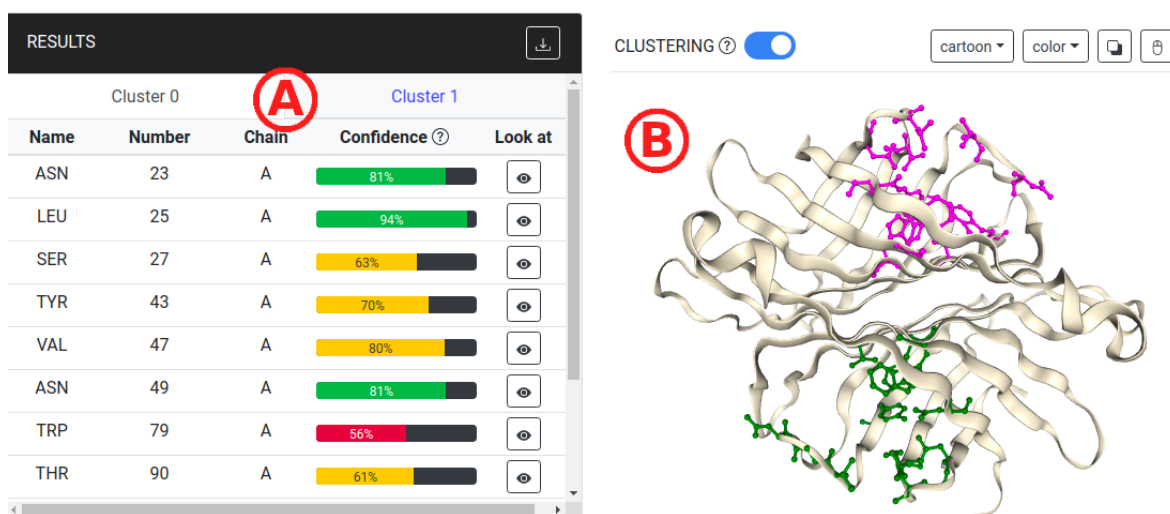 RESULTS
Cluster 0 Cluster 1
A
Name Number Chain Confidence ? Look at
ASN 23 A 81%
LEU 25 A 94%
SER 27 A 63%
TYR 43 A 70%
VAL 47 A 80%
ASN 49 A 81%
TRP 79 A 56%
THR 90 A 61%
CLUSTERING ? cartoon color
B